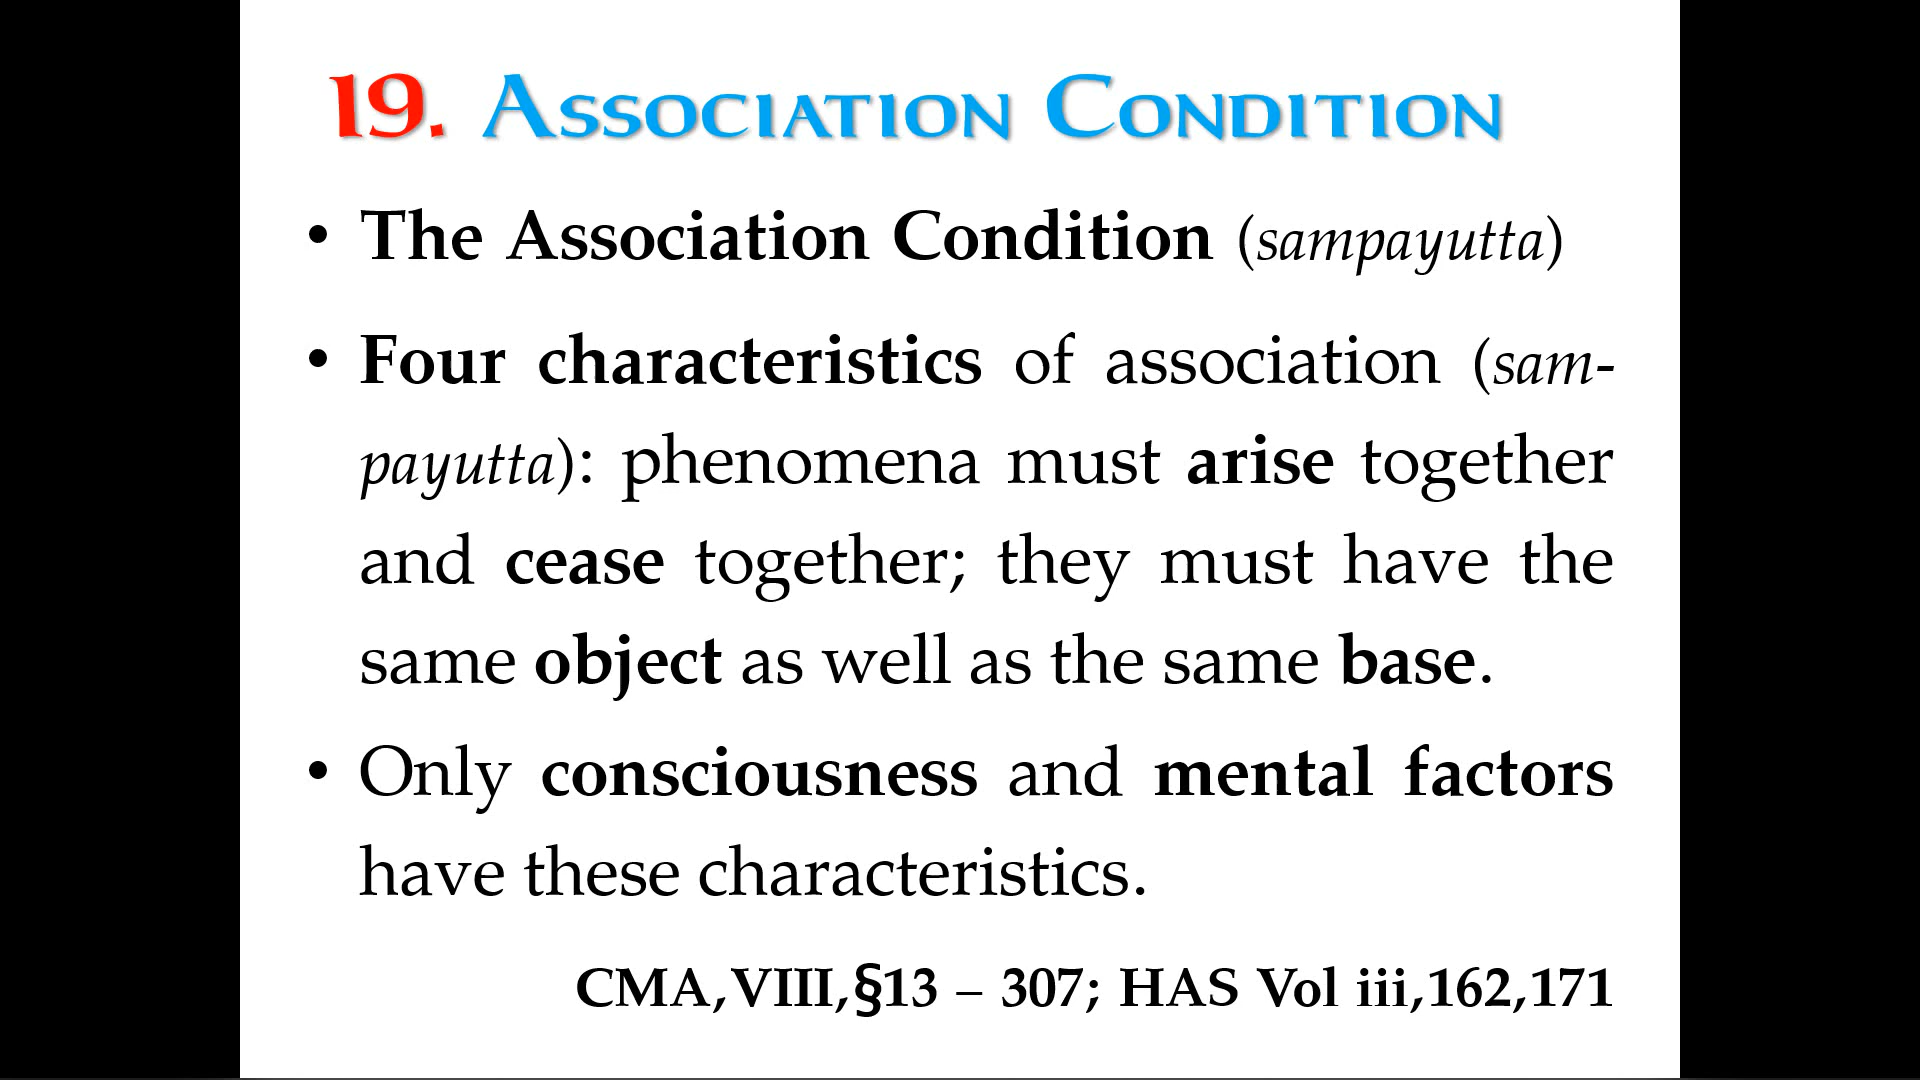 19. Association Condition
• The Association Condition (sampayutta)
• Four characteristics of association (sam-
payutta): phenomena must arise together
and cease together; they must have the
same object as well as the same base.
• Only consciousness and mental factors
have these characteristics.
CMA,VIII,§13 – 307; HAS Vol iii,162,171